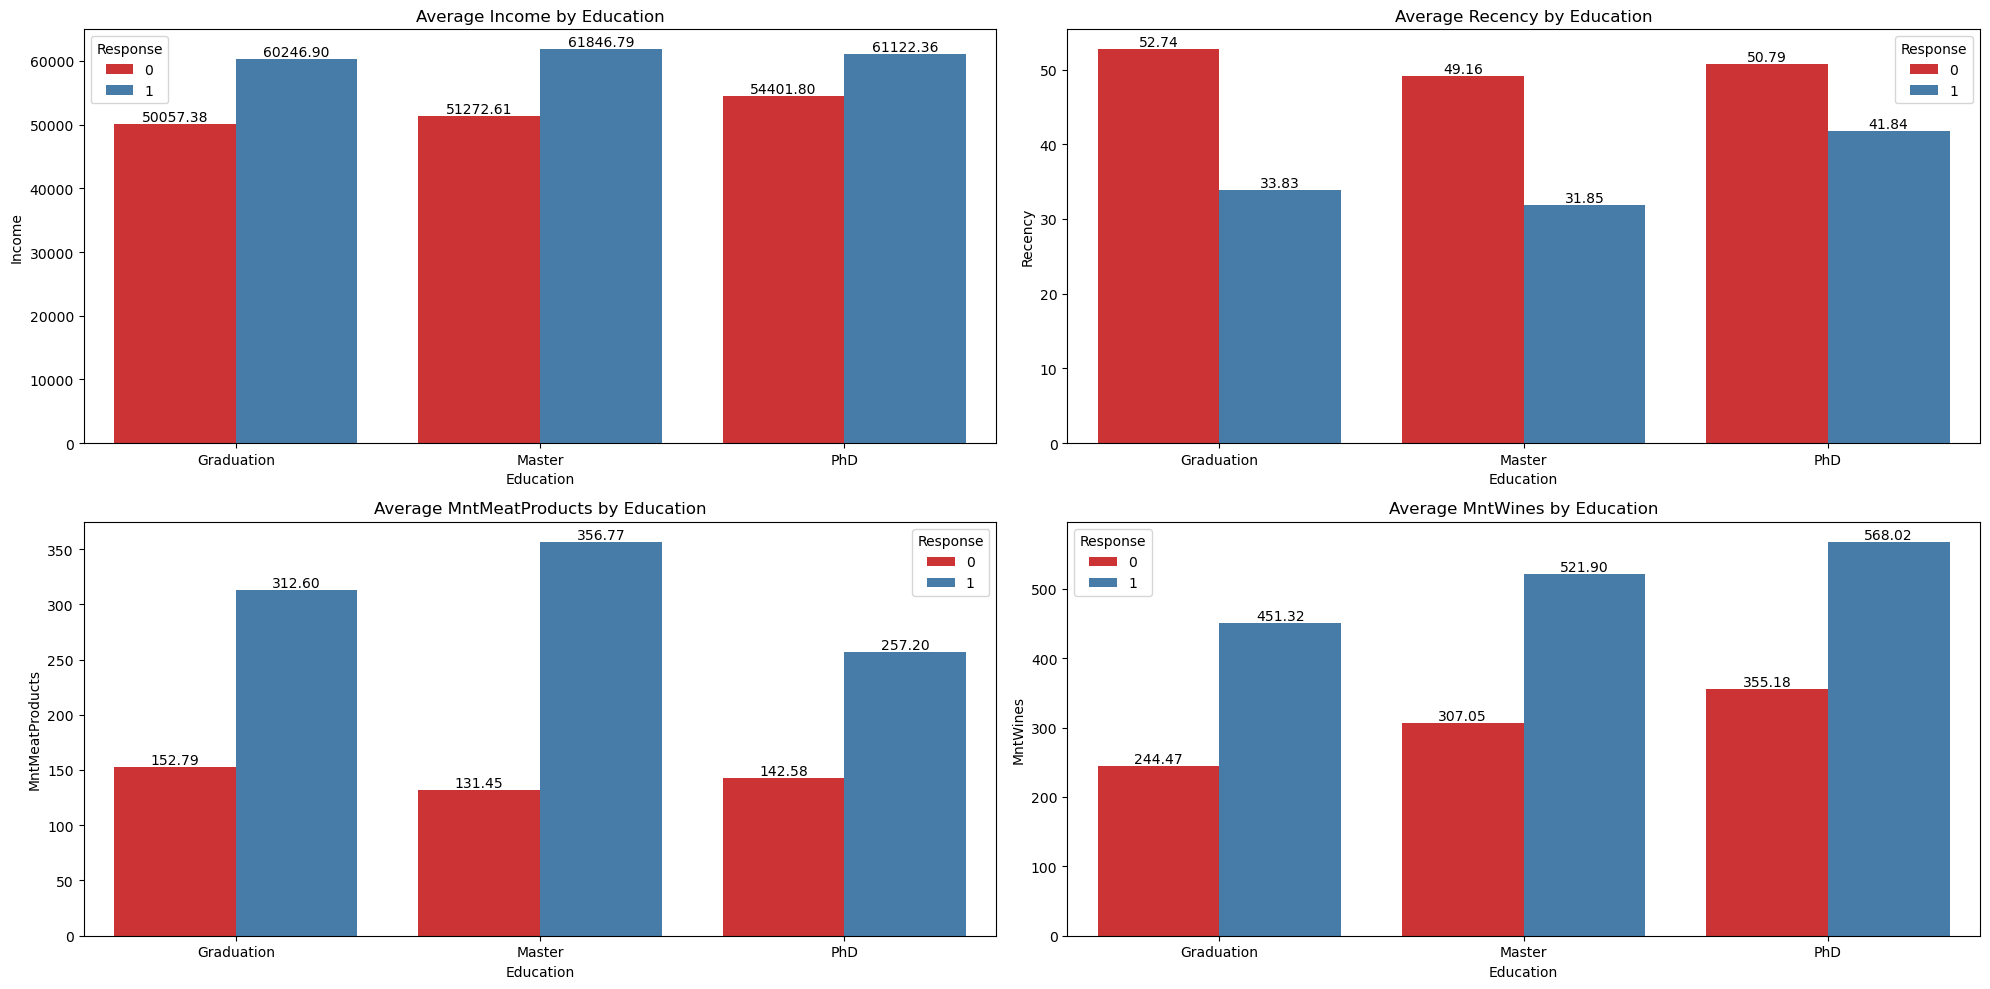 Average Income by Education
Response
0
1
60246.90
61846.79
61122.36
50057.38
51272.61
54401.80
60000
50000
40000
30000
20000
10000
0
Income
Graduation
Master
PhD
Education
Average Recency by Education
Response
0
1
52.74
49.16
50.79
33.83
31.85
41.84
50
40
30
20
10
0
Recency
Graduation
Master
PhD
Education
Average MntMeatProducts by Education
Response
0
1
312.60
356.77
257.20
152.79
131.45
142.58
350
300
250
200
150
100
50
0
MntMeatProducts
Graduation
Master
PhD
Education
Average MntWines by Education
Response
0
1
451.32
521.90
568.02
244.47
307.05
355.18
500
400
300
200
100
0
MntWines
Graduation
Master
PhD
Education